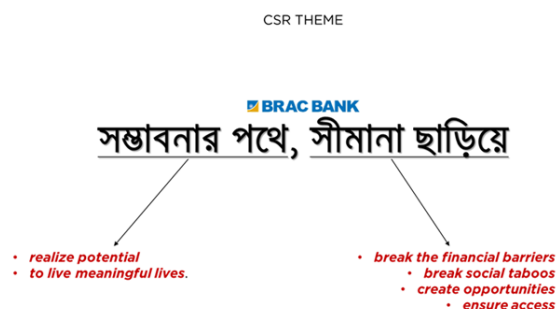 CSR THEME
BRAC BANK
সম্ভাবনার পথে, সীমানা ছাড়িয়ে
• realize potential
• to live meaningful lives.
• break the financial barriers
• break social taboos
• create opportunities
• ensure access